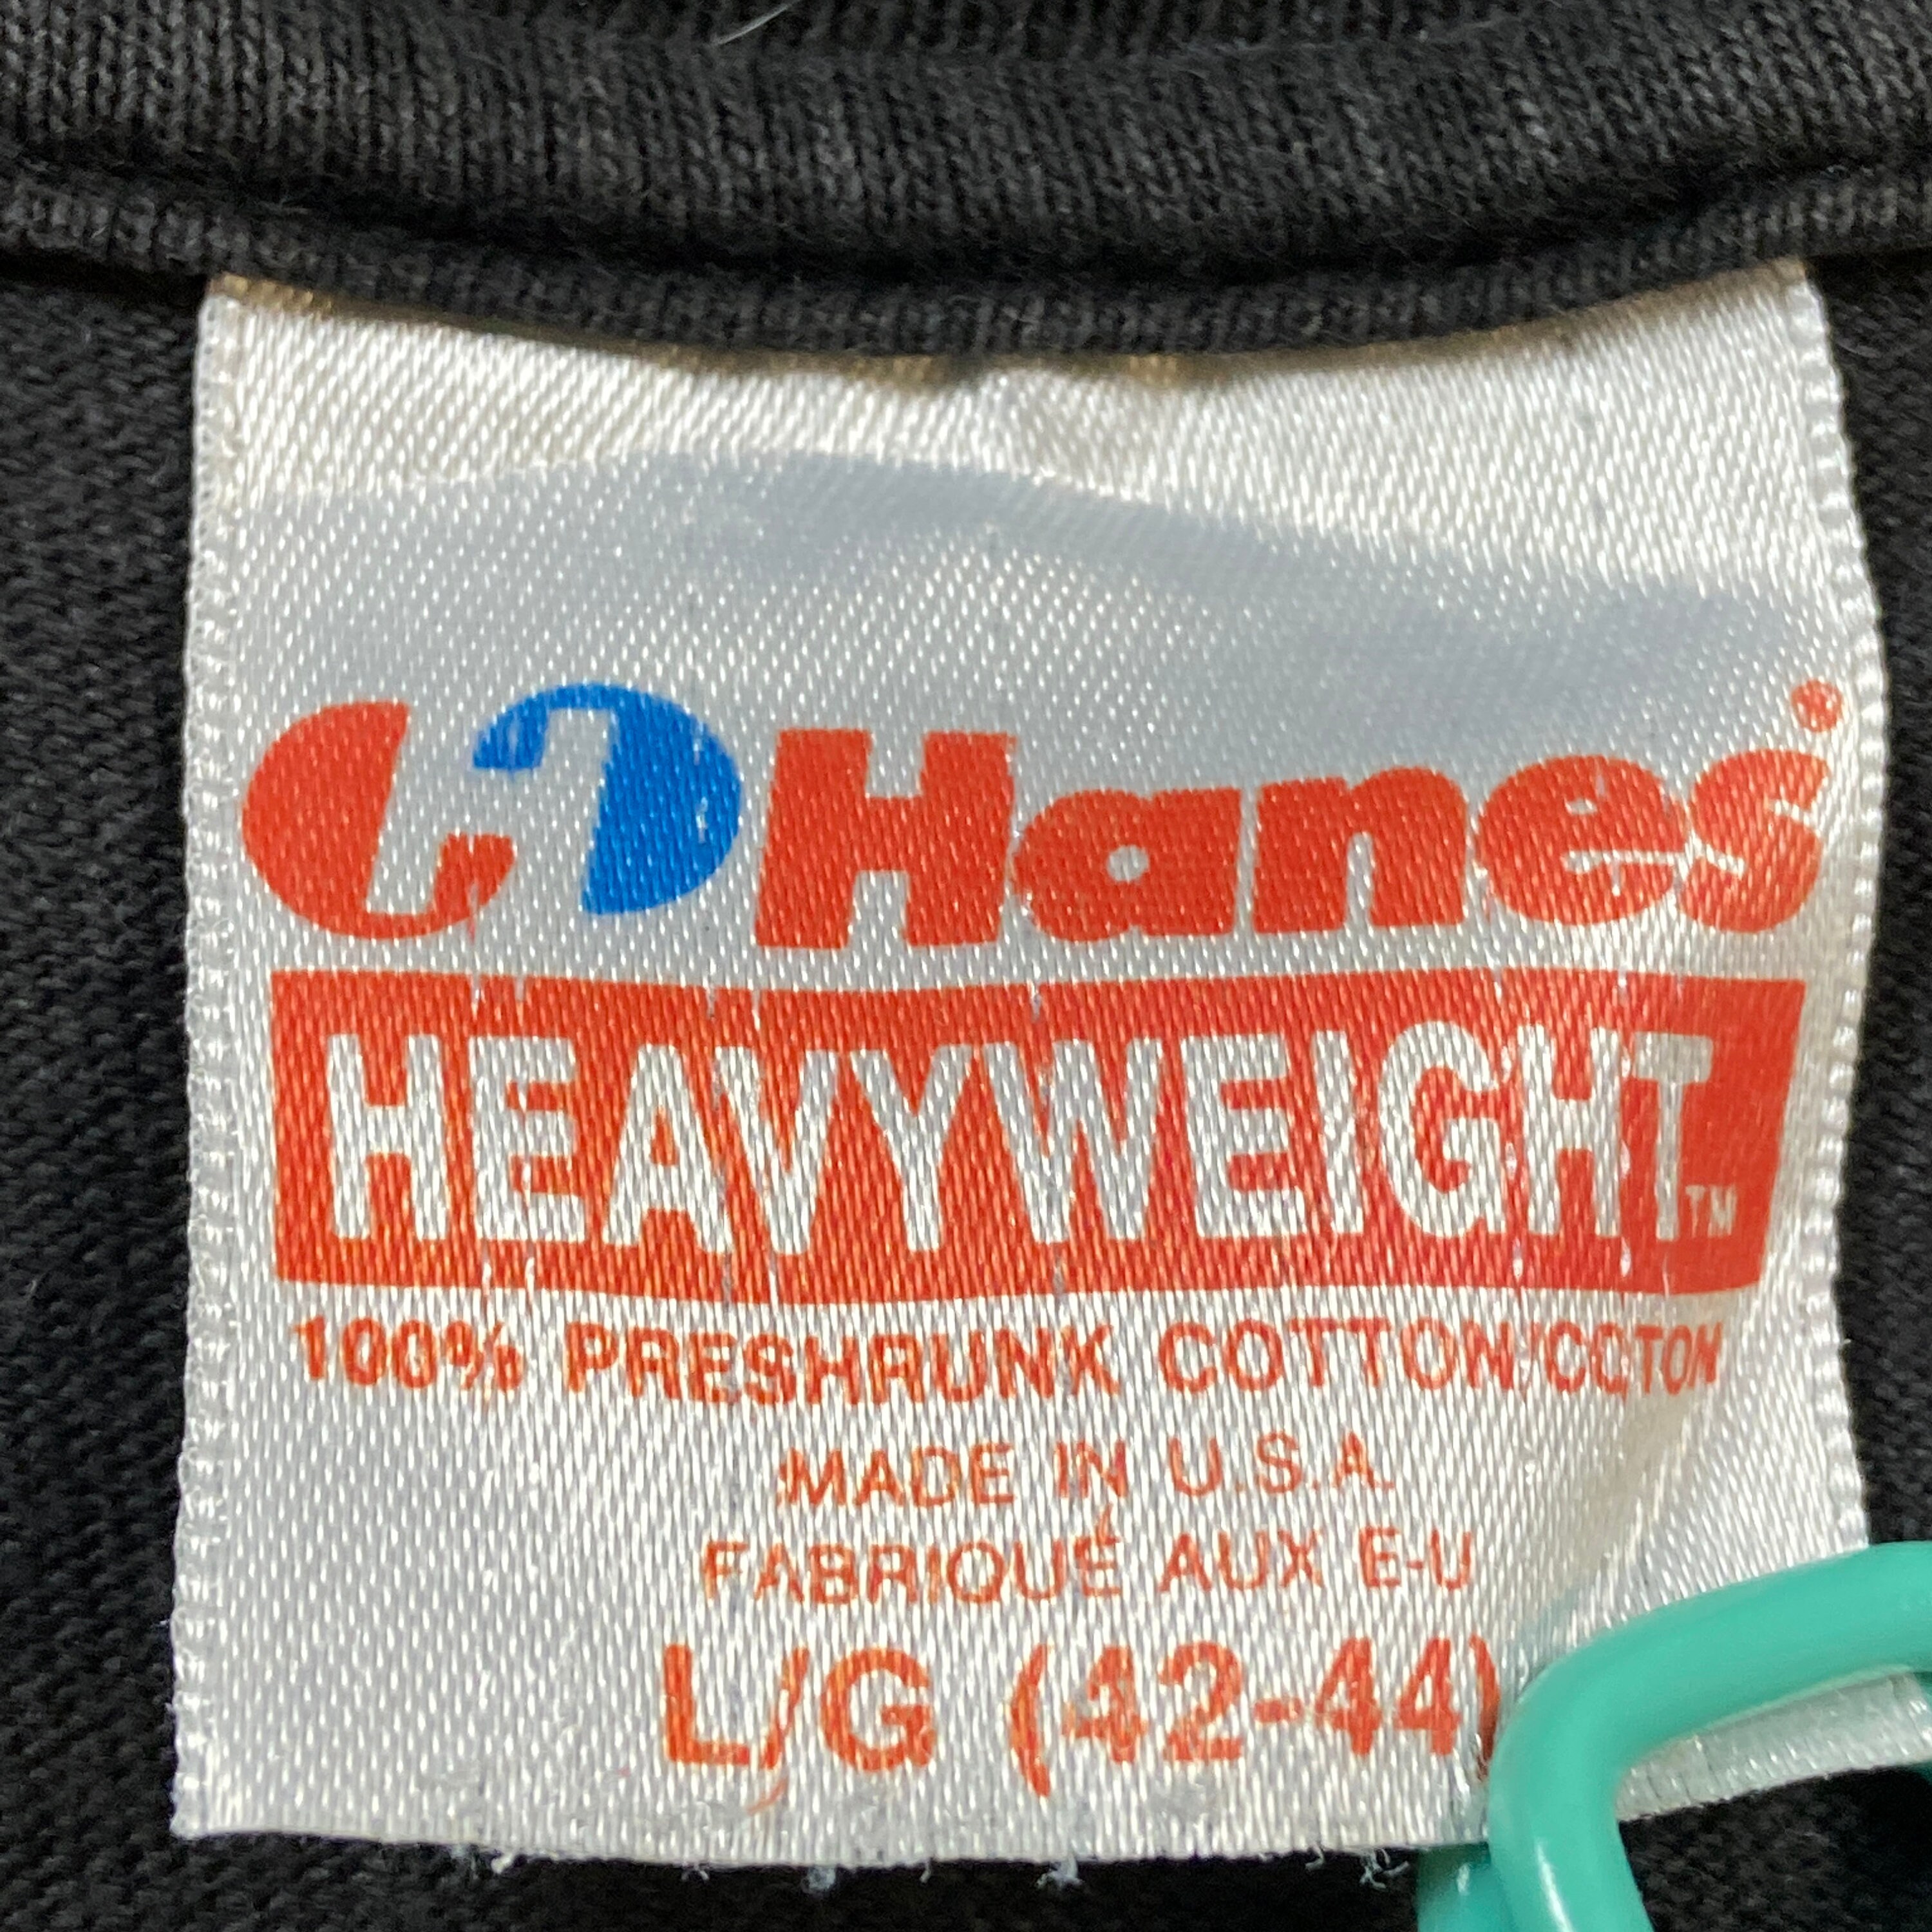 Hanes®
HEAVYWEIGHT™
100% PRESHRUNK COTTON/COTON
MADE IN U.S.A.
FABRIQUÉ AUX E-U
L/G (42-44)